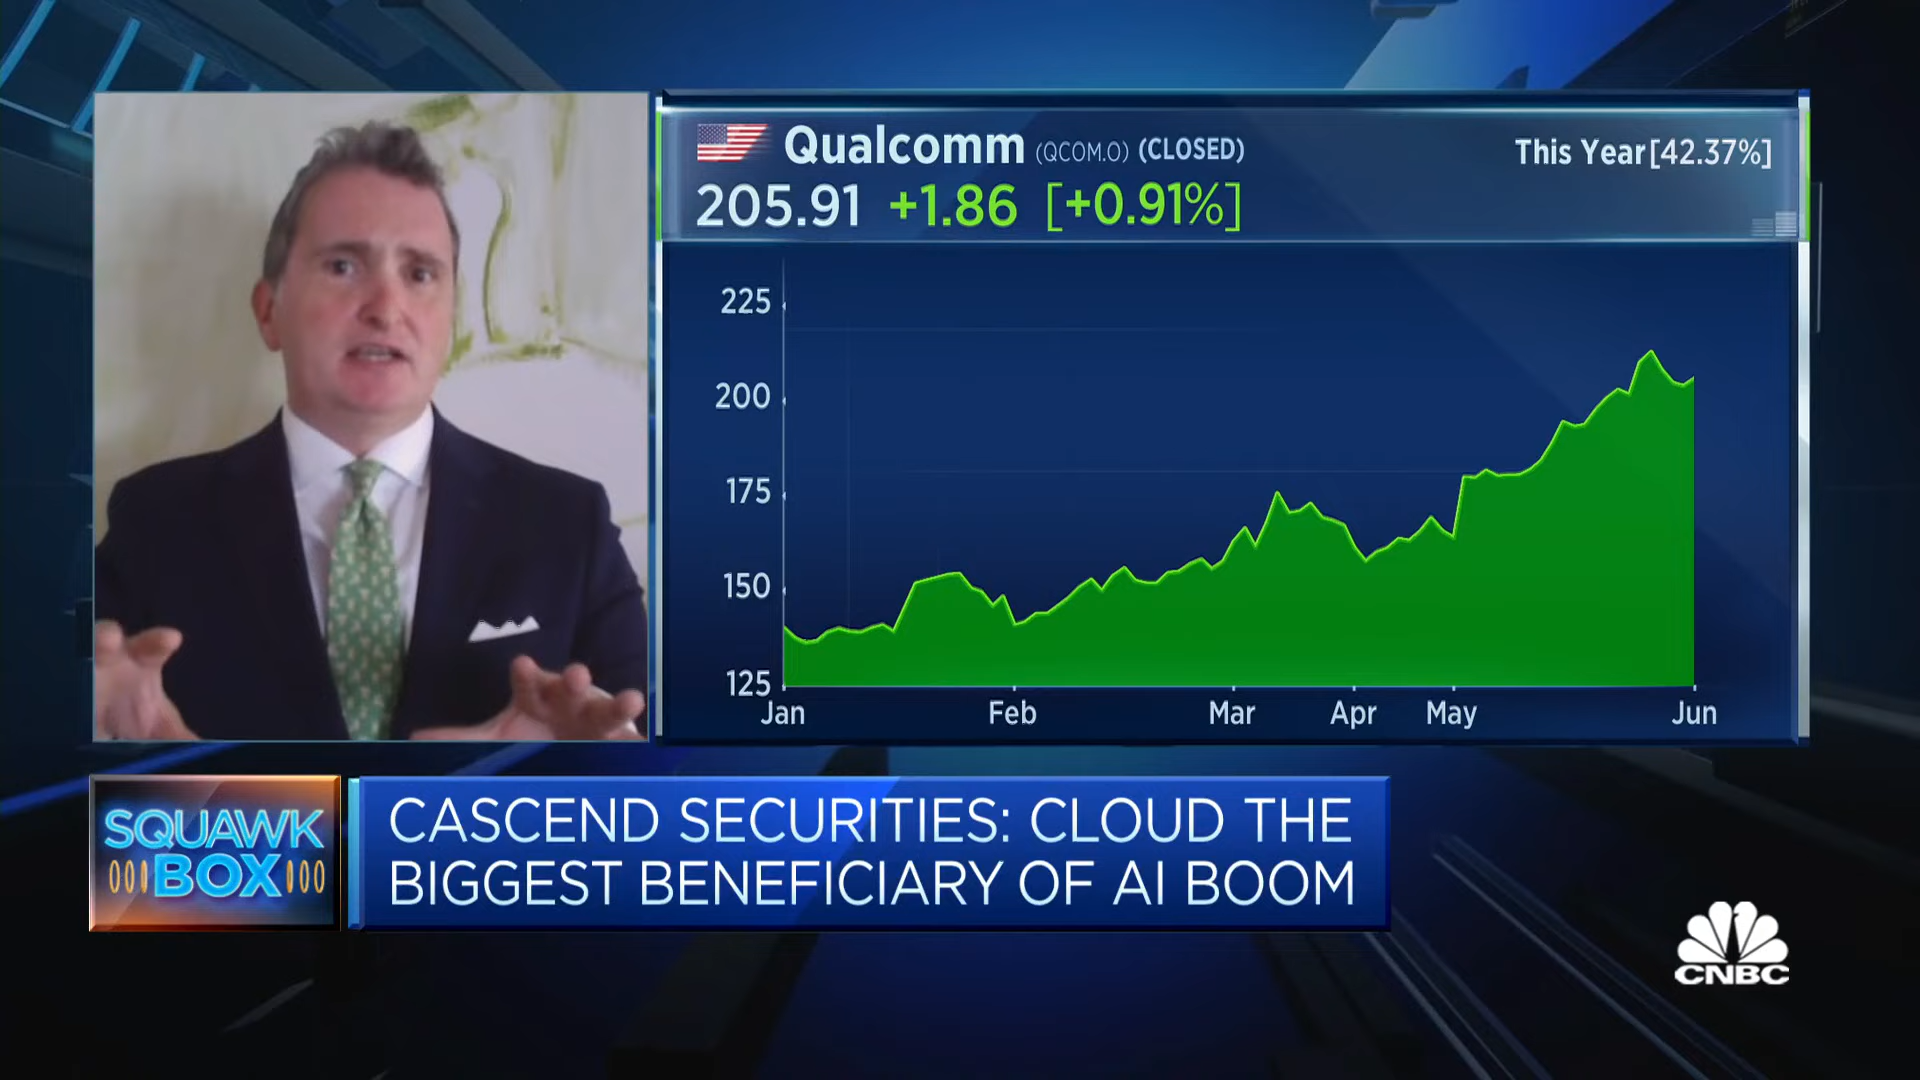 Qualcomm (QCOM.O) (CLOSED)
This Year[42.37%]
205.91 +1.86 [+0.91%]
225
200
175
150
125
Jan Feb Mar Apr May Jun
SQUAWK
BOX
CASCEND SECURITIES: CLOUD THE
BIGGEST BENEFICIARY OF AI BOOM
CNBC